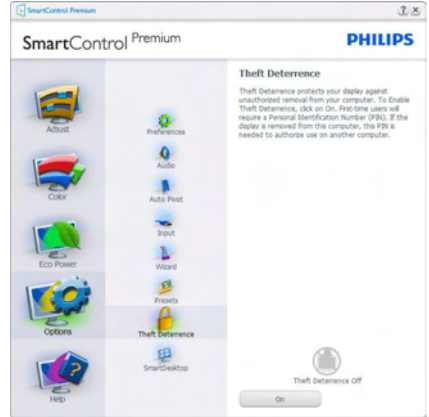 SmartControl Premium
SmartControl Premium
PHILIPS
Adjust
Color
Eco Power
Options
Help
Preferences
Audio
Auto Pivot
Input
Wizard
Presets
Theft Deterrence
SmartDesktop
Theft Deterrence
Theft Deterrence protects your display against
unauthorized removal from your computer. To Enable
Theft Deterrence, click on On. First-time users will
require a Personal Identification Number (PIN). If the
display is removed from this computer, this PIN is
needed to authorize use on another computer.
Theft Deterrence Off
On